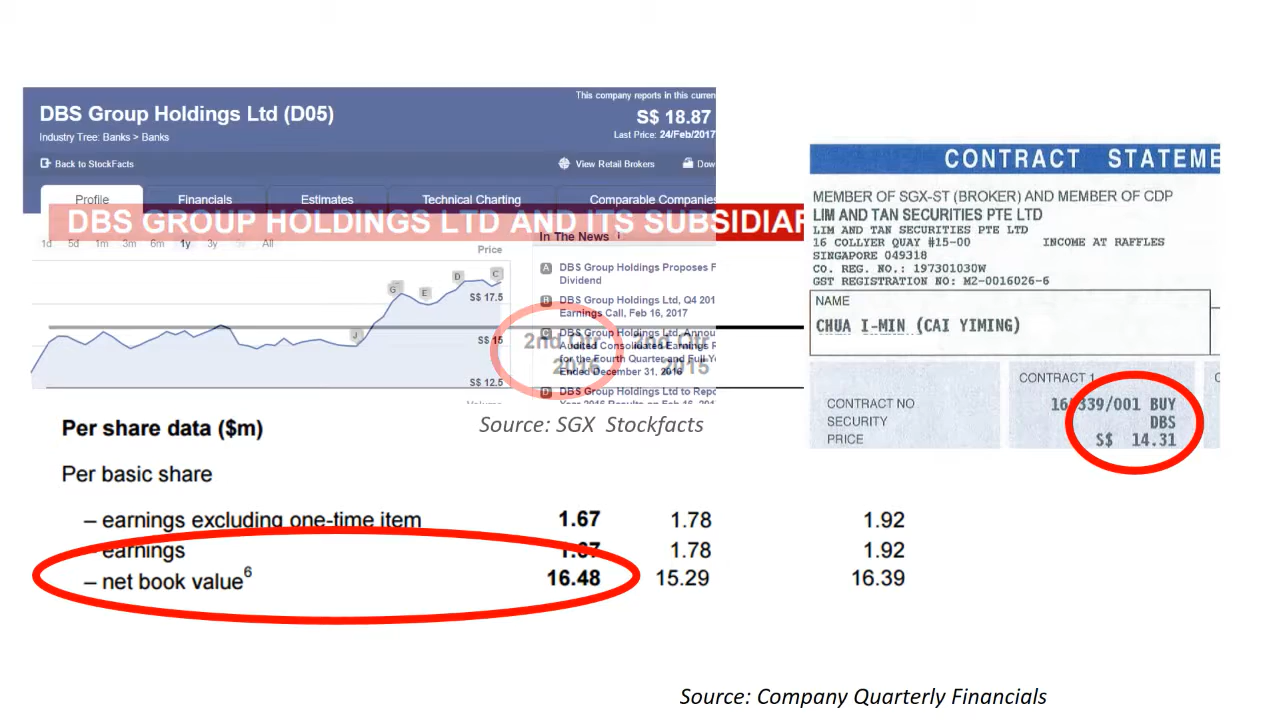 This company reports in this curren
DBS Group Holdings Ltd (D05)
S$ 18.87
Industry Tree: Banks > Banks
Last Price: 24/Feb/2017
Back to StockFacts
View Retail Brokers
Dow
Profile
Financials
Estimates
Technical Charting
Comparable Companies
DBS GROUP HOLDINGS LTD AND ITS SUBSIDIAR
1d 5d 1m 3m 6m 1y 3y All
Price
S$ 17.5
S$ 15
S$ 12.5
G
E
D
C
J
In The News
A DBS Group Holdings Proposes F
Dividend
B DBS Group Holdings Ltd, Q4 201
Earnings Call, Feb 16, 2017
C DBS Group Holdings Ltd, Annou
Audited Consolidated Earnings R
for the Fourth Quarter and Full Y
Ended December 31, 2016
D DBS Group Holdings Ltd to Repo
2nd Qtr 2nd Qtr
2016 2015
Source: SGX Stockfacts
CONTRACT STATEME
MEMBER OF SGX-ST (BROKER) AND MEMBER OF CDP
LIM AND TAN SECURITIES PTE LTD
LIM AND TAN SECURITIES PTE LTD
16 COLLYER QUAY #15-00 INCOME AT RAFFLES
SINGAPORE 049318
CO. REG. NO.: 197301030W
GST REGISTRATION NO: M2-0016026-6
NAME
CHUA I-MIN (CAI YIMING)
CONTRACT 1
CONTRACT NO
BUY
SECURITY DBS
PRICE S$ 14.31
Per share data ($m)
Per basic share
– earnings excluding one-time item 1.67 1.78 1.92
– earnings 1.67 1.78 1.92
– net book value6 16.48 15.29 16.39
Source: Company Quarterly Financials